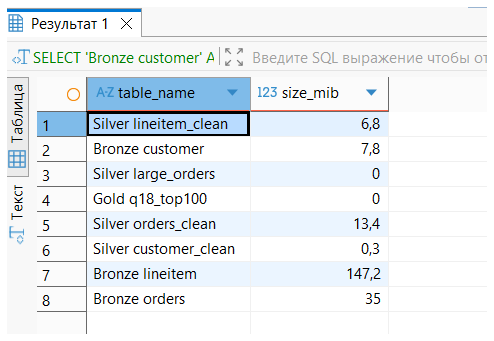 Результат 1 ×
SELECT 'Bronze customer' A Введите SQL выражение чтобы от
Таблица
Текст
A-Z table_name 123 size_mib
1 Silver lineitem_clean 6,8
2 Bronze customer 7,8
3 Silver large_orders 0
4 Gold q18_top100 0
5 Silver orders_clean 13,4
6 Silver customer_clean 0,3
7 Bronze lineitem 147,2
8 Bronze orders 35